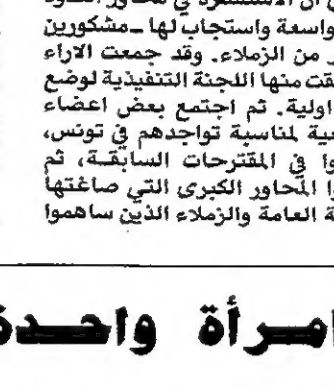 واسعة واستجاب لها ـ مشكورين
من الزملاء. وقد جمعت الاراء
منها اللجنة التنفيذية لوضع
اولية. ثم اجتمع بعض اعضاء
لمناسبة تواجدهم في تونس،
في المقترحات السابقة، ثم
المحاور الكبرى التي صاغتها
العامة والزملاء الذين ساهموا
امرأة واحدة